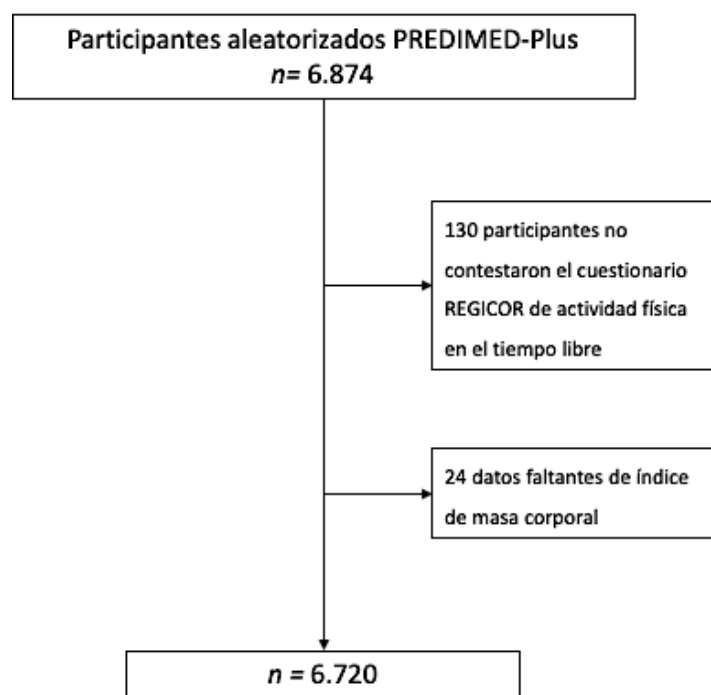 Participantes aleatorizados PREDIMED-Plus
n= 6.874
130 participantes no
contestaron el cuestionario
REGICOR de actividad física
en el tiempo libre
24 datos faltantes de índice
de masa corporal
n = 6.720